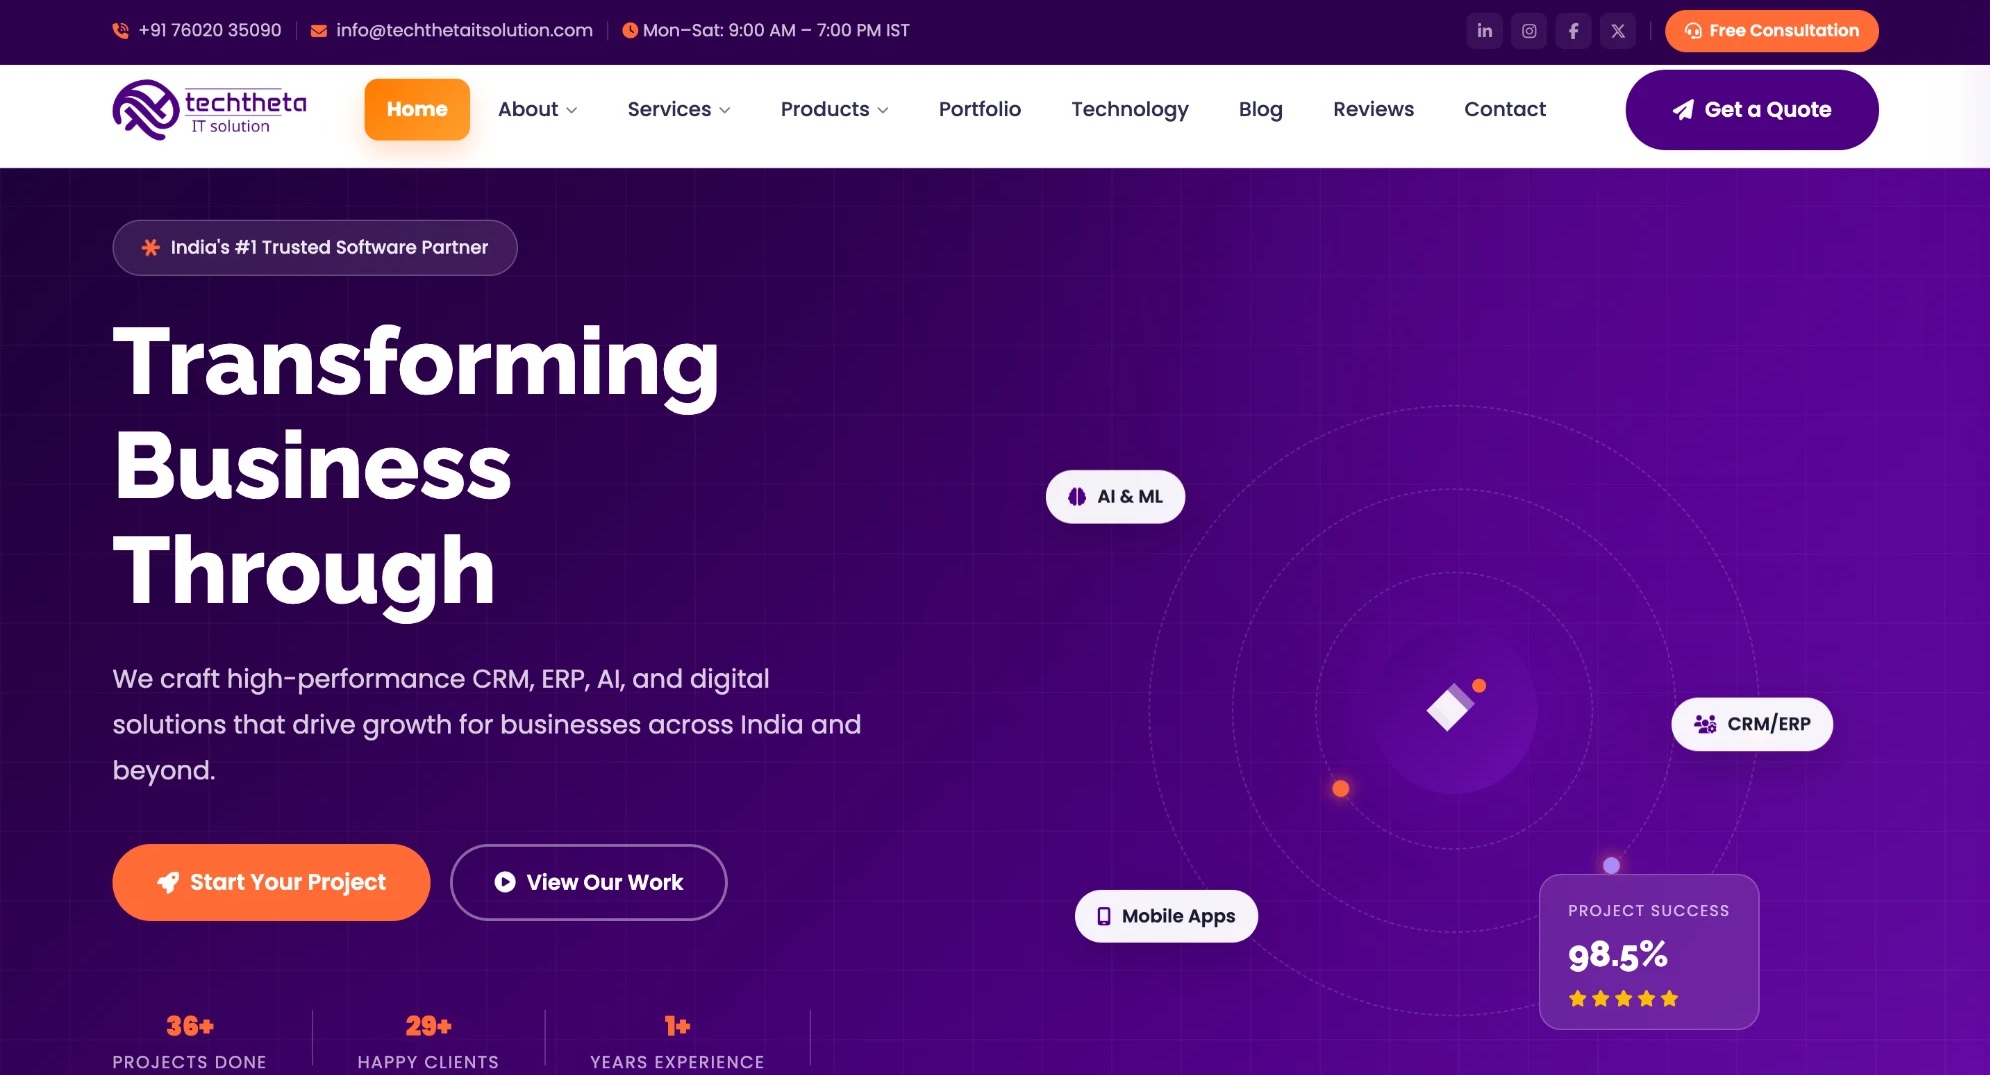 +91 76020 35090
info@techthetaitsolution.com
Mon–Sat: 9:00 AM – 7:00 PM IST
Free Consultation
techtheta
IT solution
Home
About
Services
Products
Portfolio
Technology
Blog
Reviews
Contact
Get a Quote
India's #1 Trusted Software Partner
Transforming
Business
Through
We craft high-performance CRM, ERP, AI, and digital
solutions that drive growth for businesses across India and
beyond.
Start Your Project
View Our Work
36+
PROJECTS DONE
29+
HAPPY CLIENTS
1+
YEARS EXPERIENCE
AI & ML
CRM/ERP
Mobile Apps
PROJECT SUCCESS
98.5%